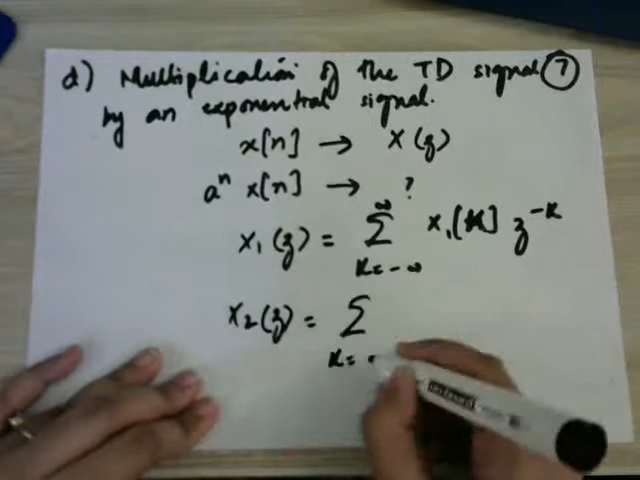 d) Multiplication of the TD signal 7
by an exponential signal.
x[n] → X(z)
aⁿ x[n] → ?
X₁(z) = ∞ Σ k=-∞ x₁[k] z⁻ᵏ
X₂(z) = Σ k=-